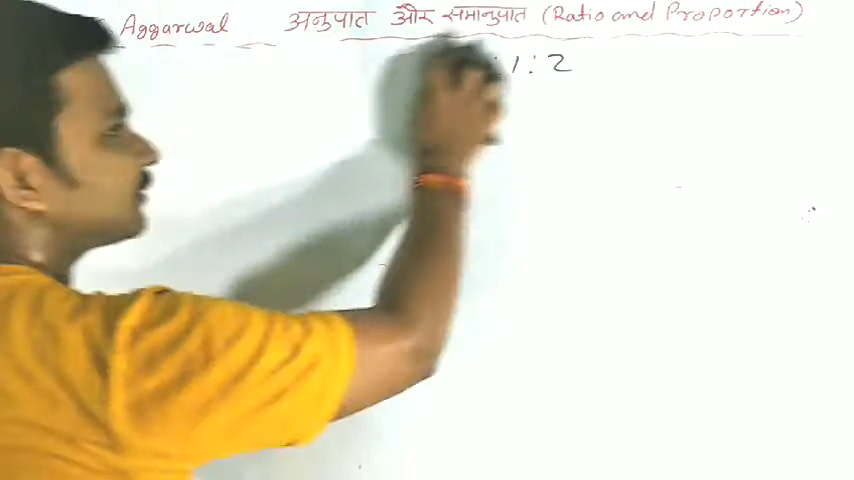 Aggarwal अनुपात और समानुपात (Ratio and Proportion)
: 1 : 2